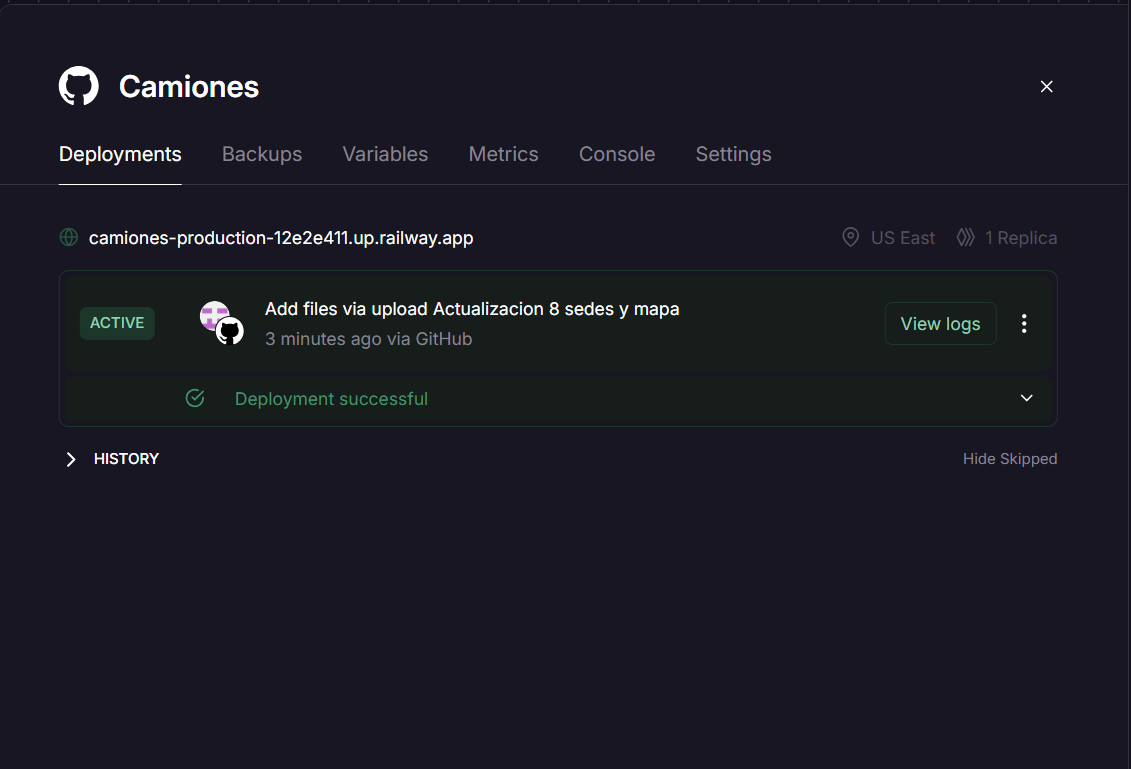 Camiones
Deployments Backups Variables Metrics Console Settings
camiones-production-12e2e411.up.railway.app US East 1 Replica
ACTIVE
Add files via upload Actualizacion 8 sedes y mapa
3 minutes ago via GitHub
View logs
Deployment successful
HISTORY Hide Skipped